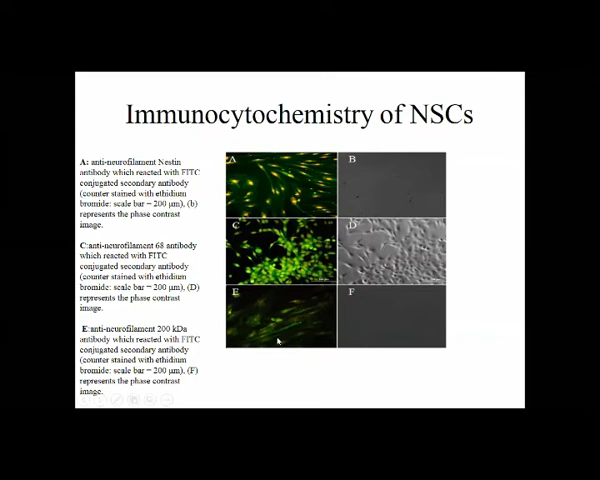 Immunocytochemistry of NSCs
A: anti-neurofilament Nestin
antibody which reacted with FITC
conjugated secondary antibody
(counter stained with ethidium
bromide: scale bar = 200 μm), (b)
represents the phase contrast
image.
C:anti-neurofilament 68 antibody
which reacted with FITC
conjugated secondary antibody
(counter stained with ethidium
bromide: scale bar = 200 μm), (D)
represents the phase contrast
image.
E:anti-neurofilament 200 kDa
antibody which reacted with FITC
conjugated secondary antibody
(counter stained with ethidium
bromide: scale bar = 200 μm), (F)
represents the phase contrast
image.
A B
C D
E F